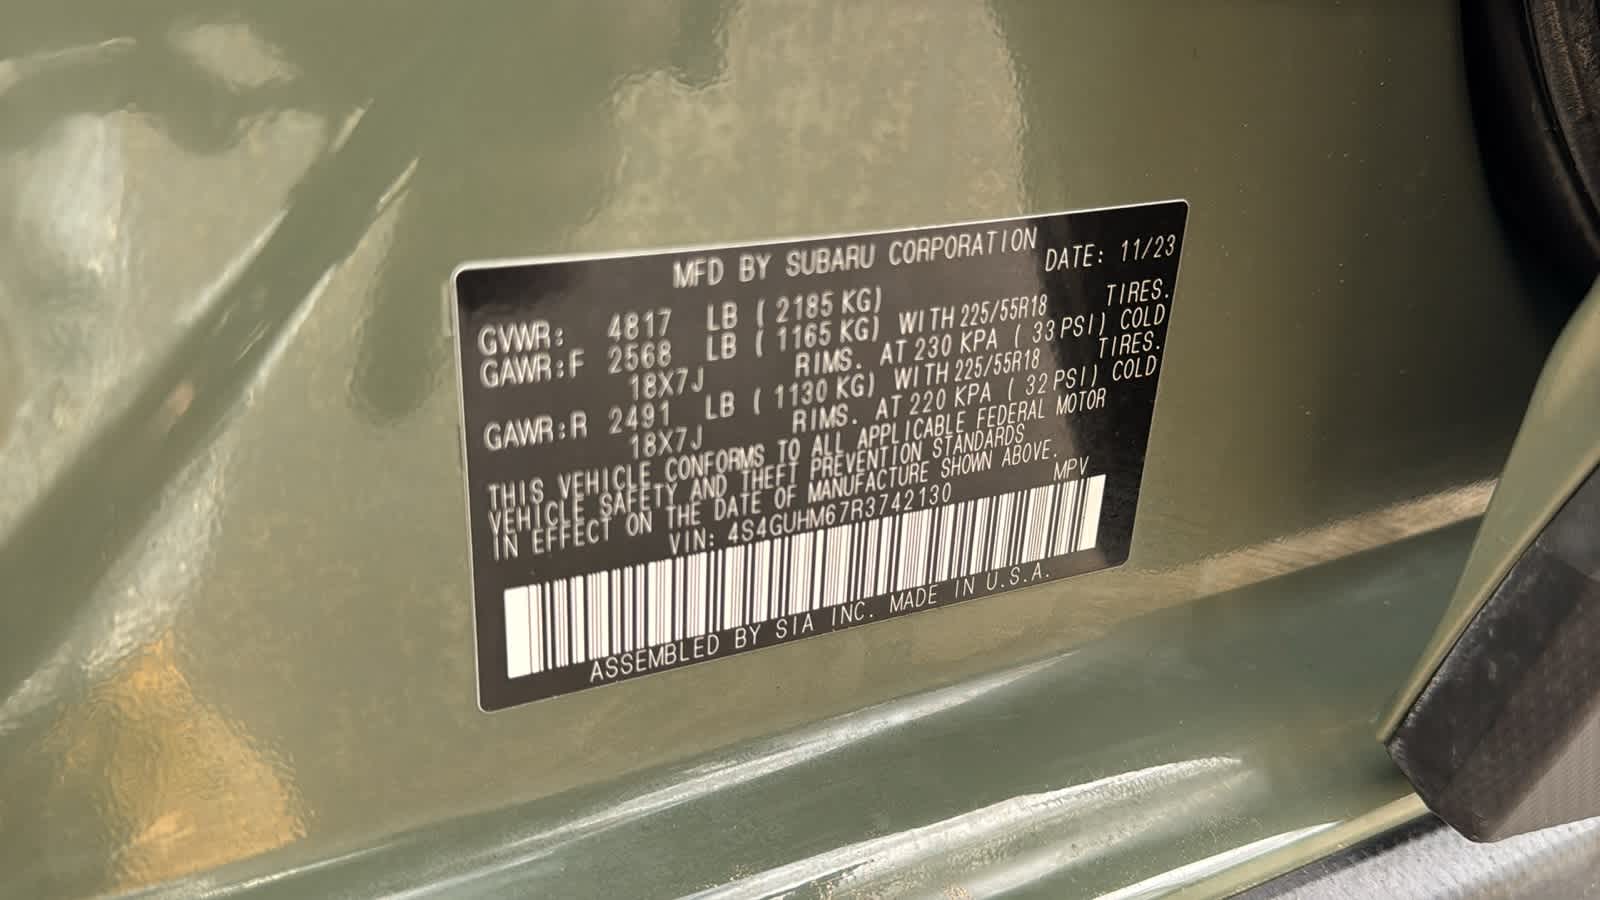 MFD BY SUBARU CORPORATION DATE: 11/23
GVWR: 4817 LB ( 2185 KG)
GAWR:F 2568 LB ( 1165 KG) WITH 225/55R18 TIRES.
18X7J RIMS. AT 230 KPA ( 33 PSI) COLD
GAWR:R 2491 LB ( 1130 KG) WITH 225/55R18 TIRES.
18X7J RIMS. AT 220 KPA ( 32 PSI) COLD
THIS VEHICLE CONFORMS TO ALL APPLICABLE FEDERAL MOTOR
VEHICLE SAFETY AND THEFT PREVENTION STANDARDS
IN EFFECT ON THE DATE OF MANUFACTURE SHOWN ABOVE.
VIN: 4S4GUHM67R3742130 MPV
ASSEMBLED BY SIA INC. MADE IN U.S.A.